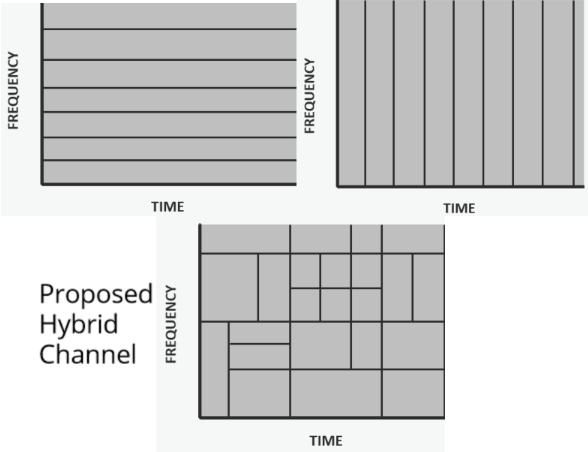 FREQUENCY
TIME
FREQUENCY
TIME
Proposed
Hybrid
Channel
FREQUENCY
TIME